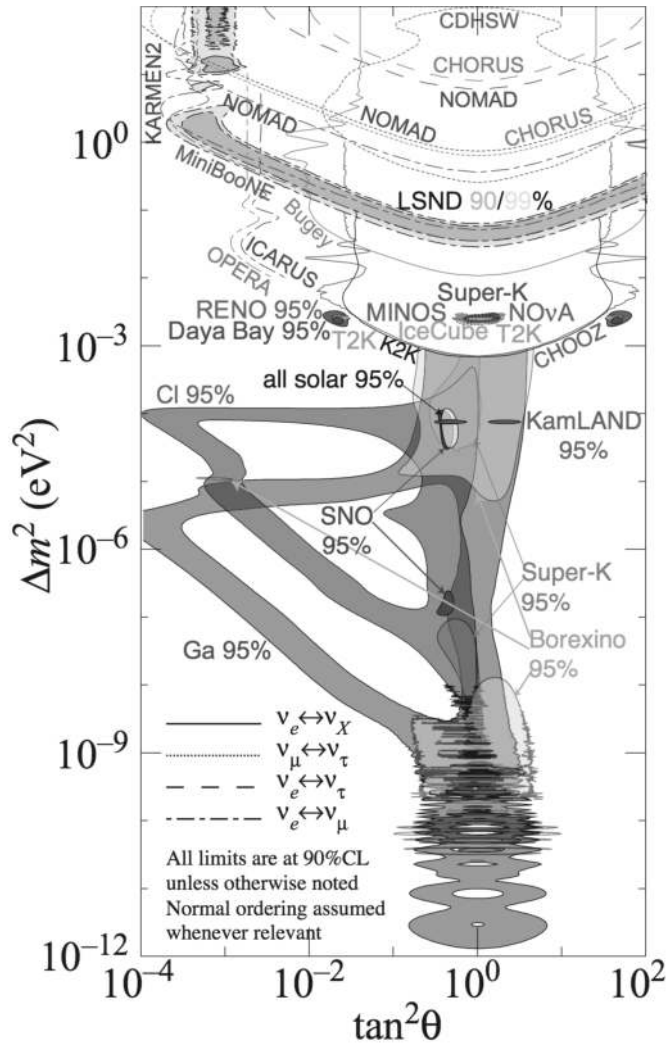 CDHSW
CHORUS
NOMAD
KARMEN2
NOMAD
NOMAD
CHORUS
10⁰
MiniBooNE
LSND 90/99%
Bugey
ICARUS
OPERA
Super-K
RENO 95%
MINOS
NOνA
Daya Bay 95%
IceCube
T2K
T2K
10⁻³
K2K
CHOOZ
all solar 95%
Cl 95%
KamLAND
95%
SNO
95%
10⁻⁶
Super-K
95%
Ga 95%
Borexino
95%
Δm² (eV²)
νe↔νX
10⁻⁹
νμ↔ντ
νe↔ντ
νe↔νμ
All limits are at 90%CL
unless otherwise noted
Normal ordering assumed
whenever relevant
10⁻¹²
10⁻⁴ 10⁻² 10⁰ 10²
tan²θ